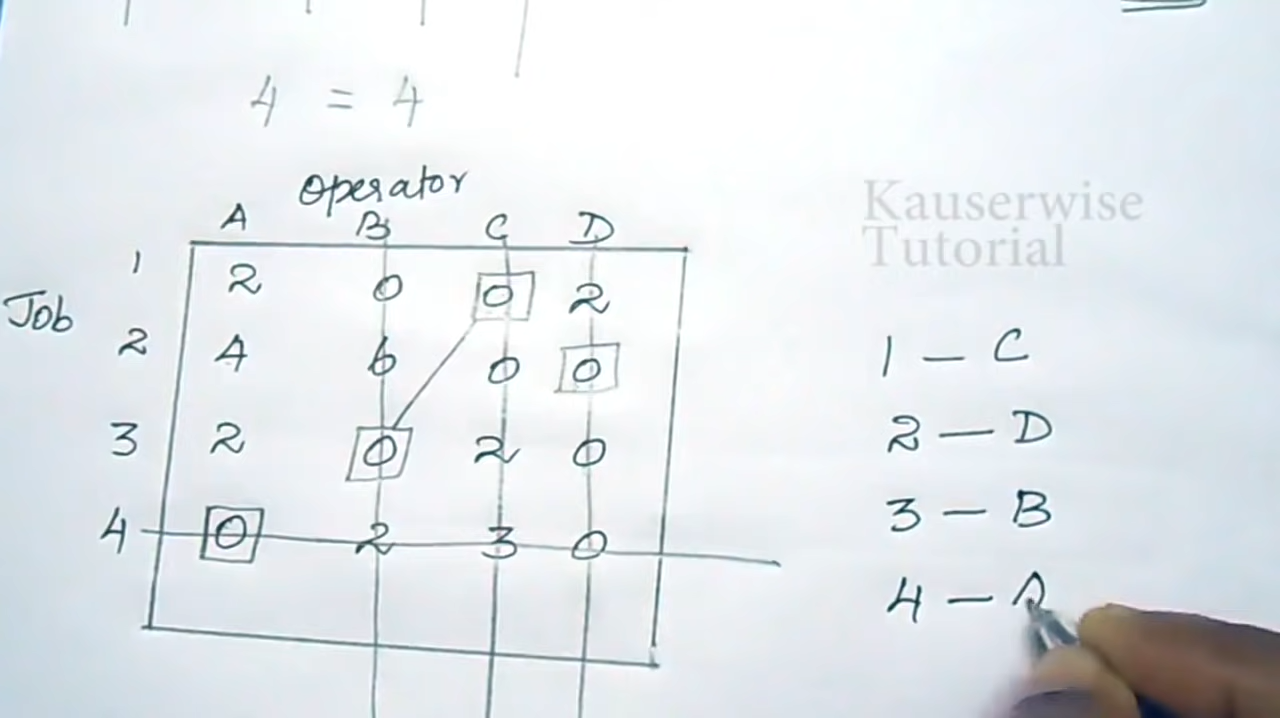 4 = 4
Operator
A B C D
1 2 0 0 2
Job
2 4 6 0 0
3 2 0 2 0
4 0 2 3 0
Kauserwise
Tutorial
1 – C
2 – D
3 – B
4 – A